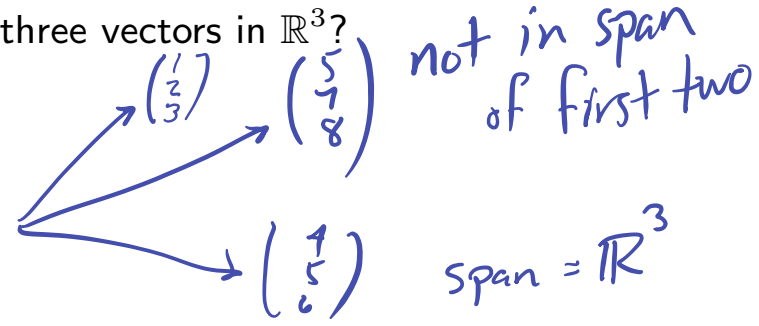 three vectors in ℝ³?
(1 2 3)
(5 7 8)
not in span
of first two
(4 5 6)
span = ℝ³